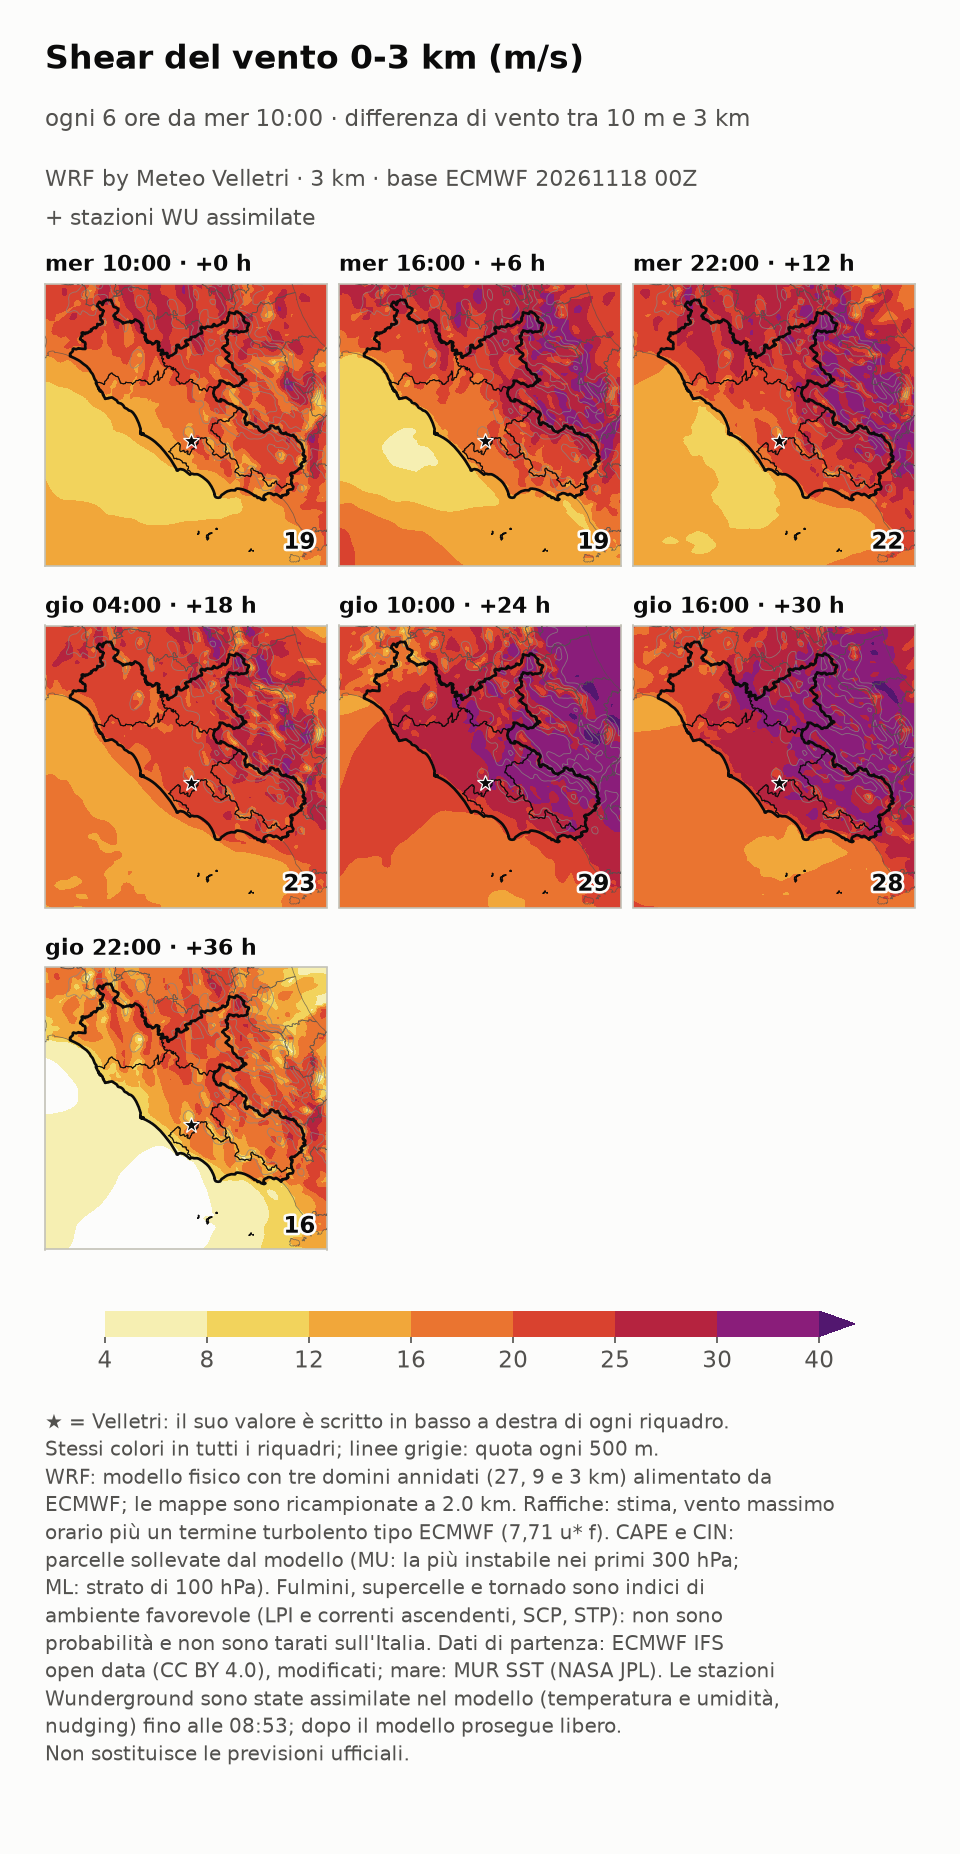 Shear del vento 0-3 km (m/s)
ogni 6 ore da mer 10:00 · differenza di vento tra 10 m e 3 km
WRF by Meteo Velletri · 3 km · base ECMWF 20261118 00Z
+ stazioni WU assimilate
mer 10:00 · +0 h
mer 16:00 · +6 h
mer 22:00 · +12 h
19
19
22
gio 04:00 · +18 h
gio 10:00 · +24 h
gio 16:00 · +30 h
23
29
28
gio 22:00 · +36 h
16
4 8 12 16 20 25 30 40
★ = Velletri: il suo valore è scritto in basso a destra di ogni riquadro.
Stessi colori in tutti i riquadri; linee grigie: quota ogni 500 m.
WRF: modello fisico con tre domini annidati (27, 9 e 3 km) alimentato da
ECMWF; le mappe sono ricampionate a 2.0 km. Raffiche: stima, vento massimo
orario più un termine turbolento tipo ECMWF (7,71 u* f). CAPE e CIN:
parcelle sollevate dal modello (MU: la più instabile nei primi 300 hPa;
ML: strato di 100 hPa). Fulmini, supercelle e tornado sono indici di
ambiente favorevole (LPI e correnti ascendenti, SCP, STP): non sono
probabilità e non sono tarati sull'Italia. Dati di partenza: ECMWF IFS
open data (CC BY 4.0), modificati; mare: MUR SST (NASA JPL). Le stazioni
Wunderground sono state assimilate nel modello (temperatura e umidità,
nudging) fino alle 08:53; dopo il modello prosegue libero.
Non sostituisce le previsioni ufficiali.